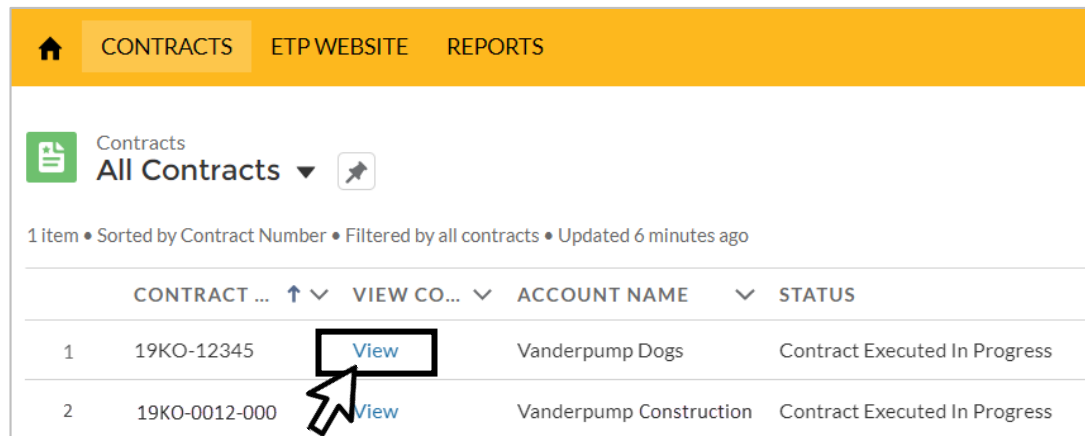 CONTRACTS ETP WEBSITE REPORTS
Contracts
All Contracts
1 item • Sorted by Contract Number • Filtered by all contracts • Updated 6 minutes ago
CONTRACT ... VIEW CO... ACCOUNT NAME STATUS
1 19KO-12345 View Vanderpump Dogs Contract Executed In Progress
2 19KO-0012-000 View Vanderpump Construction Contract Executed In Progress